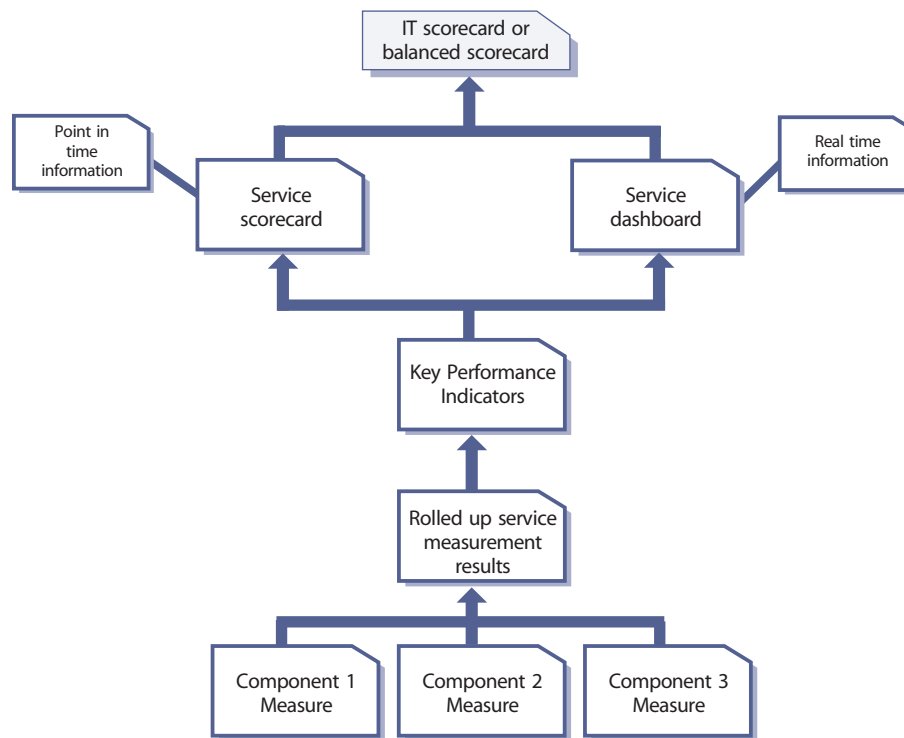 IT scorecard or
balanced scorecard
Point in
time
information
Real time
information
Service
scorecard
Service
dashboard
Key Performance
Indicators
Rolled up service
measurement
results
Component 1
Measure
Component 2
Measure
Component 3
Measure